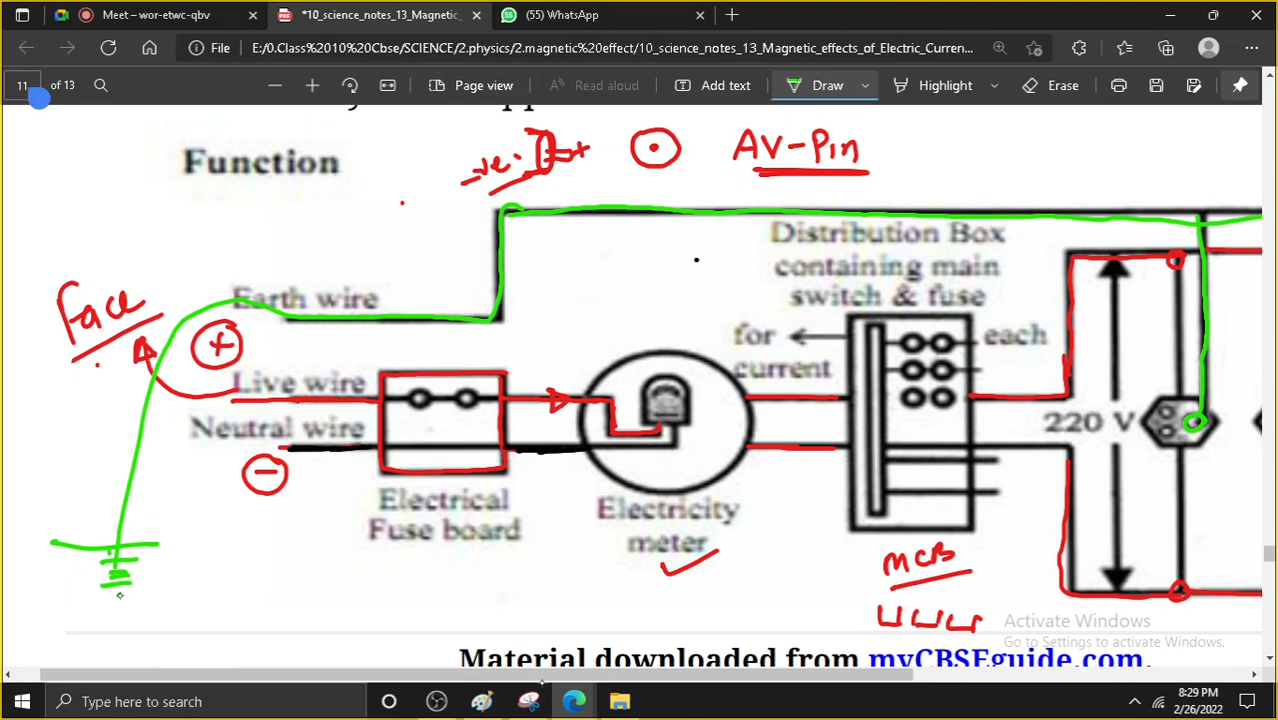 Meet – wor-etwc-qbv
*10_science_notes_13_Magnetic_
(55) WhatsApp
File E:/0.Class%2010%20Cbse/SCIENCE/2.physics/2.magnetic%20effect/10_science_notes_13_Magnetic_effects_of_Electric_Curren...
11 of 13
Page view
Read aloud
Add text
Draw
Highlight
Erase
Function
-ve.
+
AV-Pin
Distribution Box
containing main
switch & fuse
Earth wire
Face
+
for
each
current
Live wire
Neutral wire
220 V
Electrical
Fuse board
Electricity
meter
MCB
Activate Windows
Go to Settings to activate Windows.
Material downloaded from myCBSEguide.com.
Type here to search
8:29 PM
2/26/2022